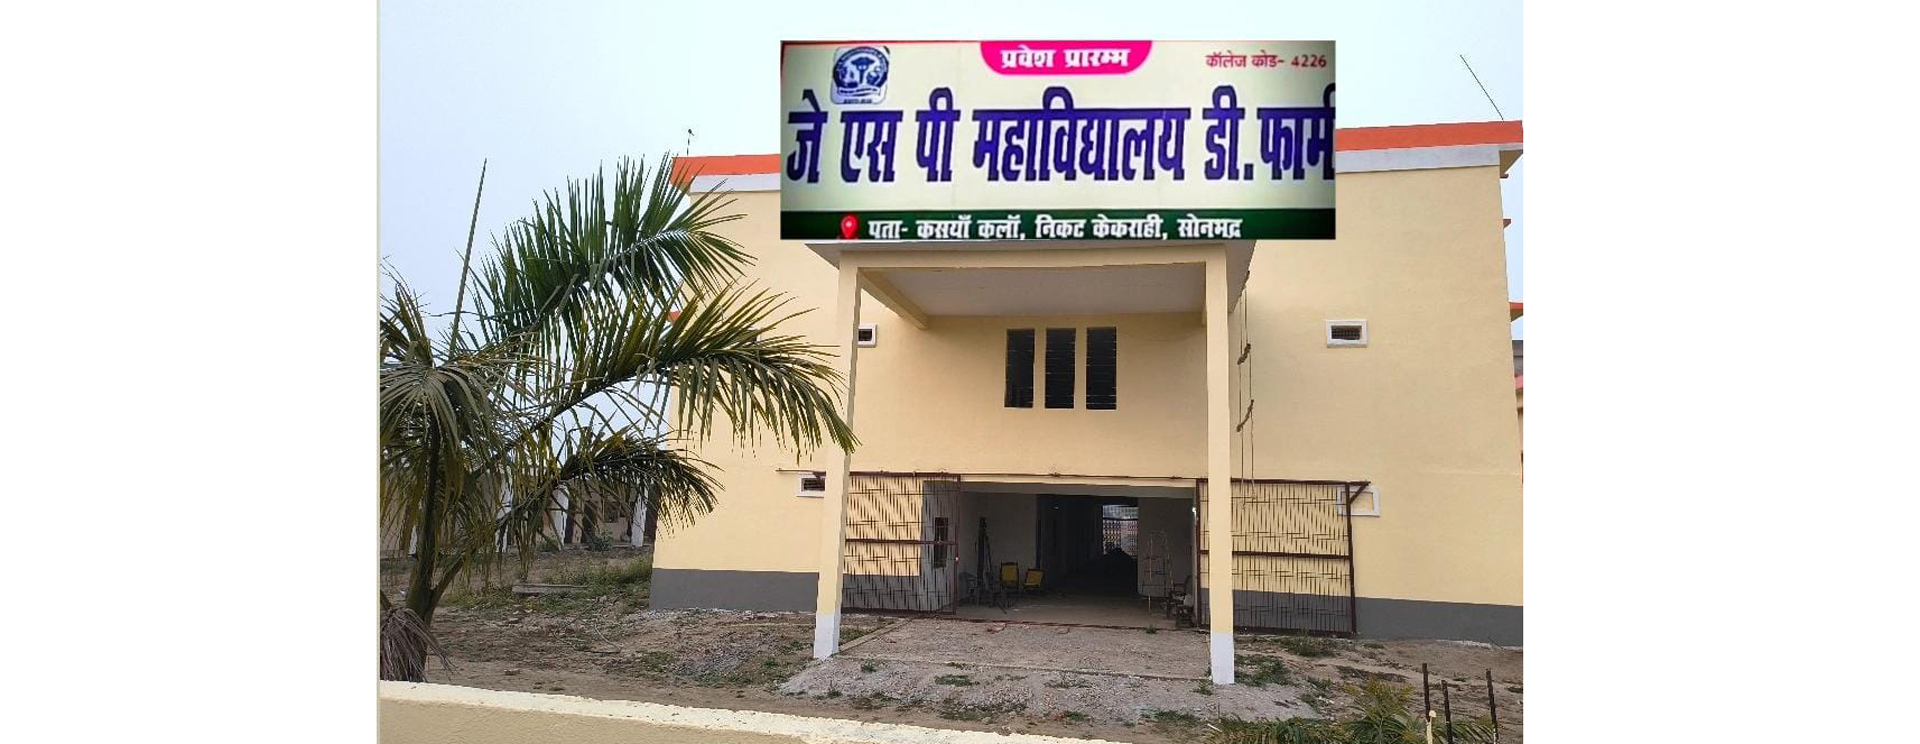 प्रवेश प्रारम्भ
कॉलेज कोड- 4226
जे एस पी महाविद्यालय डी.फार्म
पता- कसयाँ कलाँ, निकट केकराही, सोनभद्र